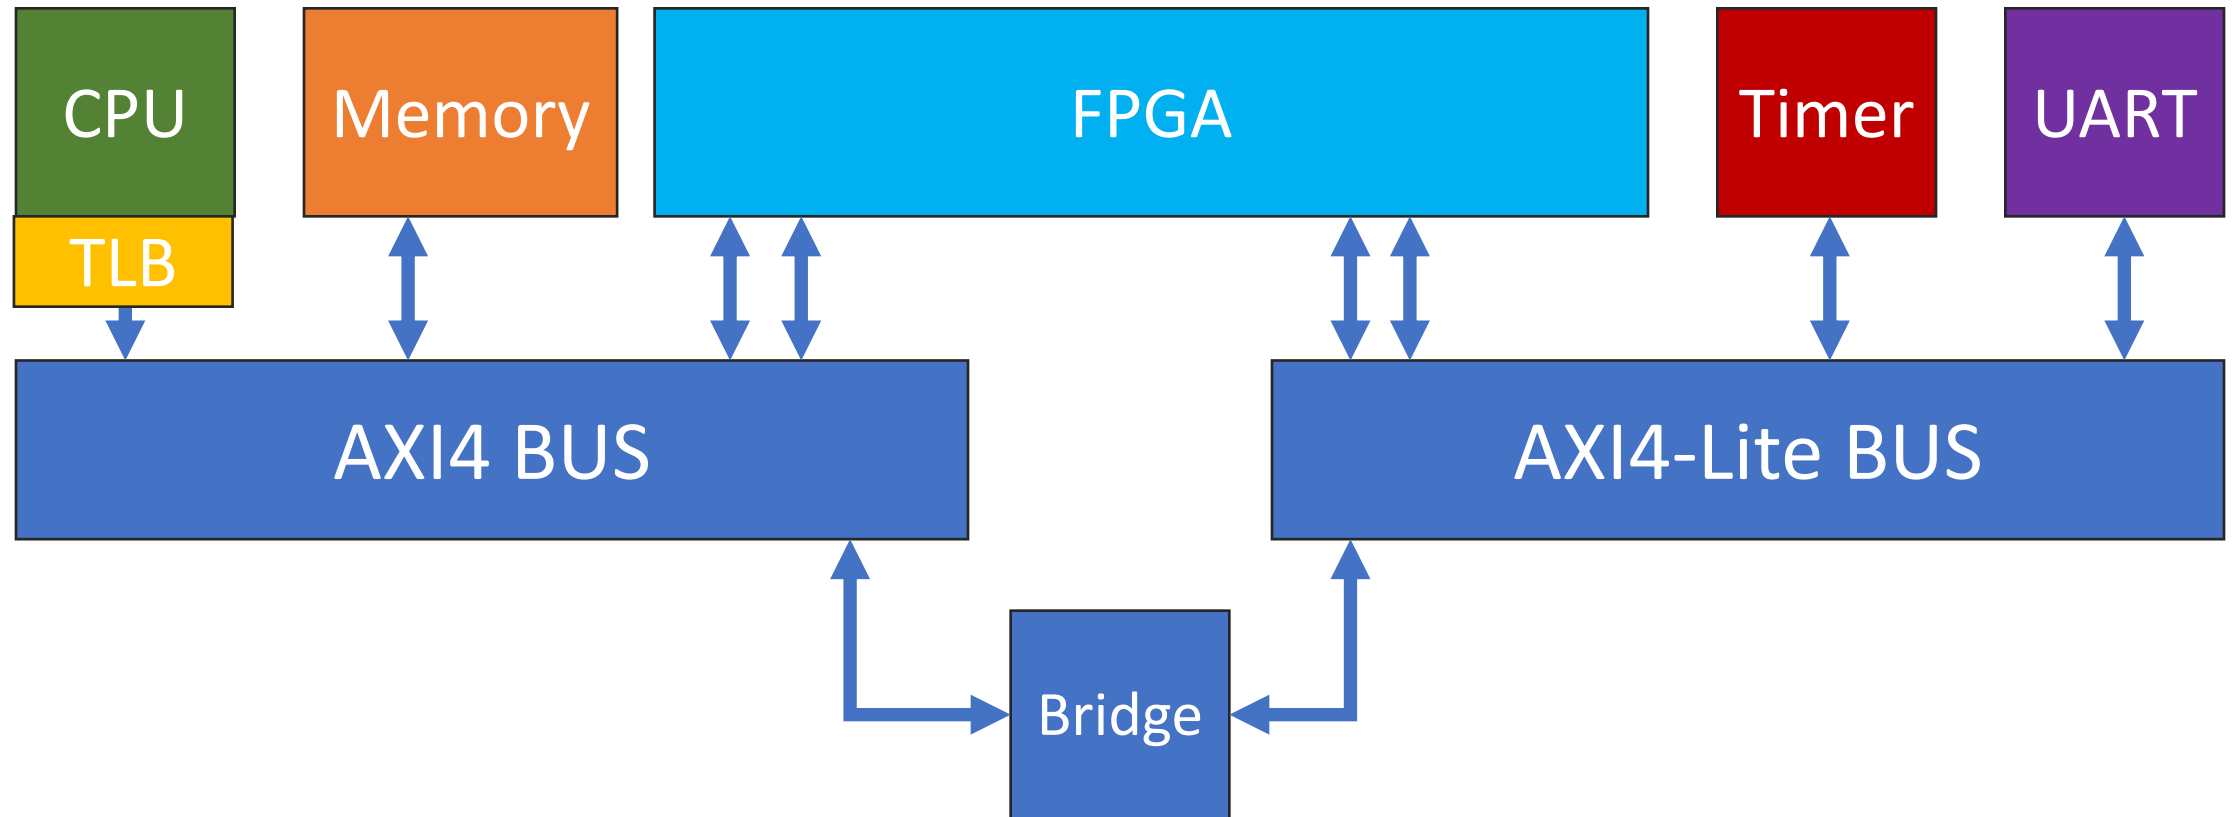 CPU
Memory
FPGA
Timer
UART
TLB
AXI4 BUS
AXI4-Lite BUS
Bridge